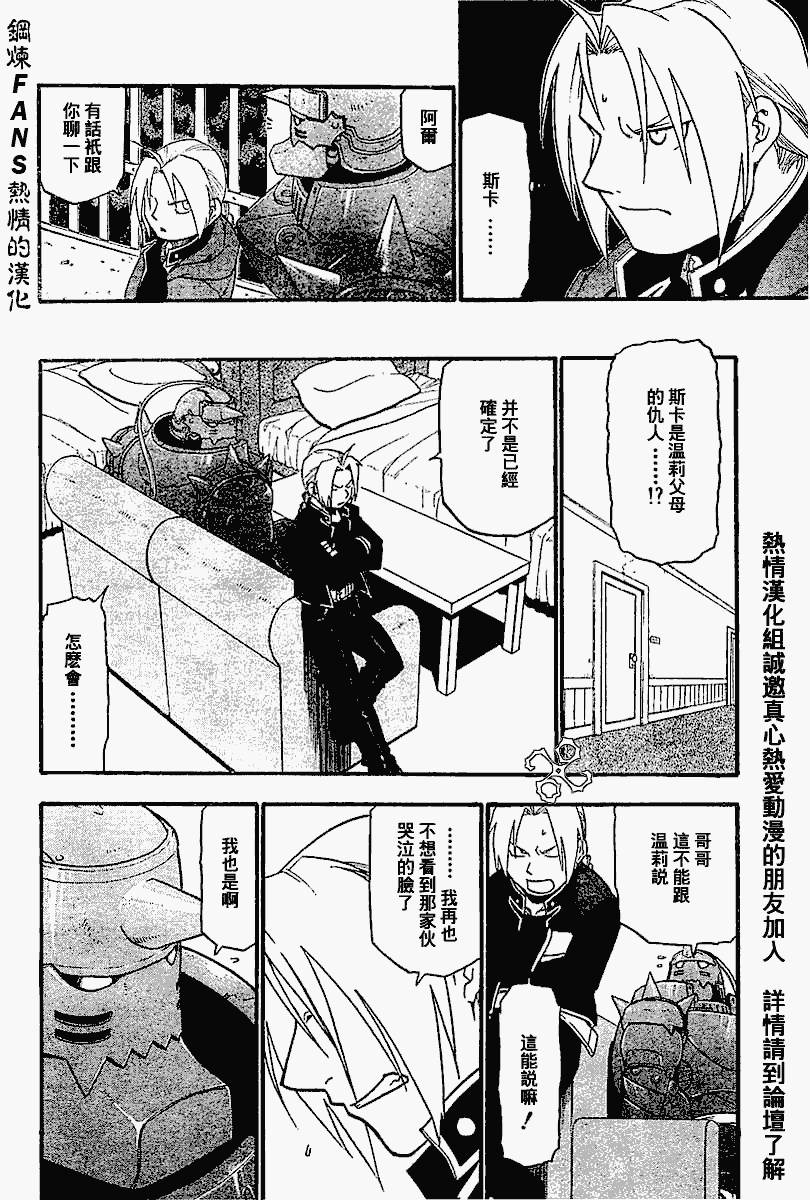 斯卡
………
阿爾
有話祇跟
你聊一下
斯卡是溫莉父母
的仇人………!?
并不是已經
確定了
怎麽會………
哥哥
這不能跟
溫莉説
這能說嘛！
………我再也
不想看到那家伙
哭泣的臉了
我也是啊
鋼煉FANS熱情的漢化
熱情漢化組誠邀真心熱愛動漫的朋友加入　詳情請到論壇了解